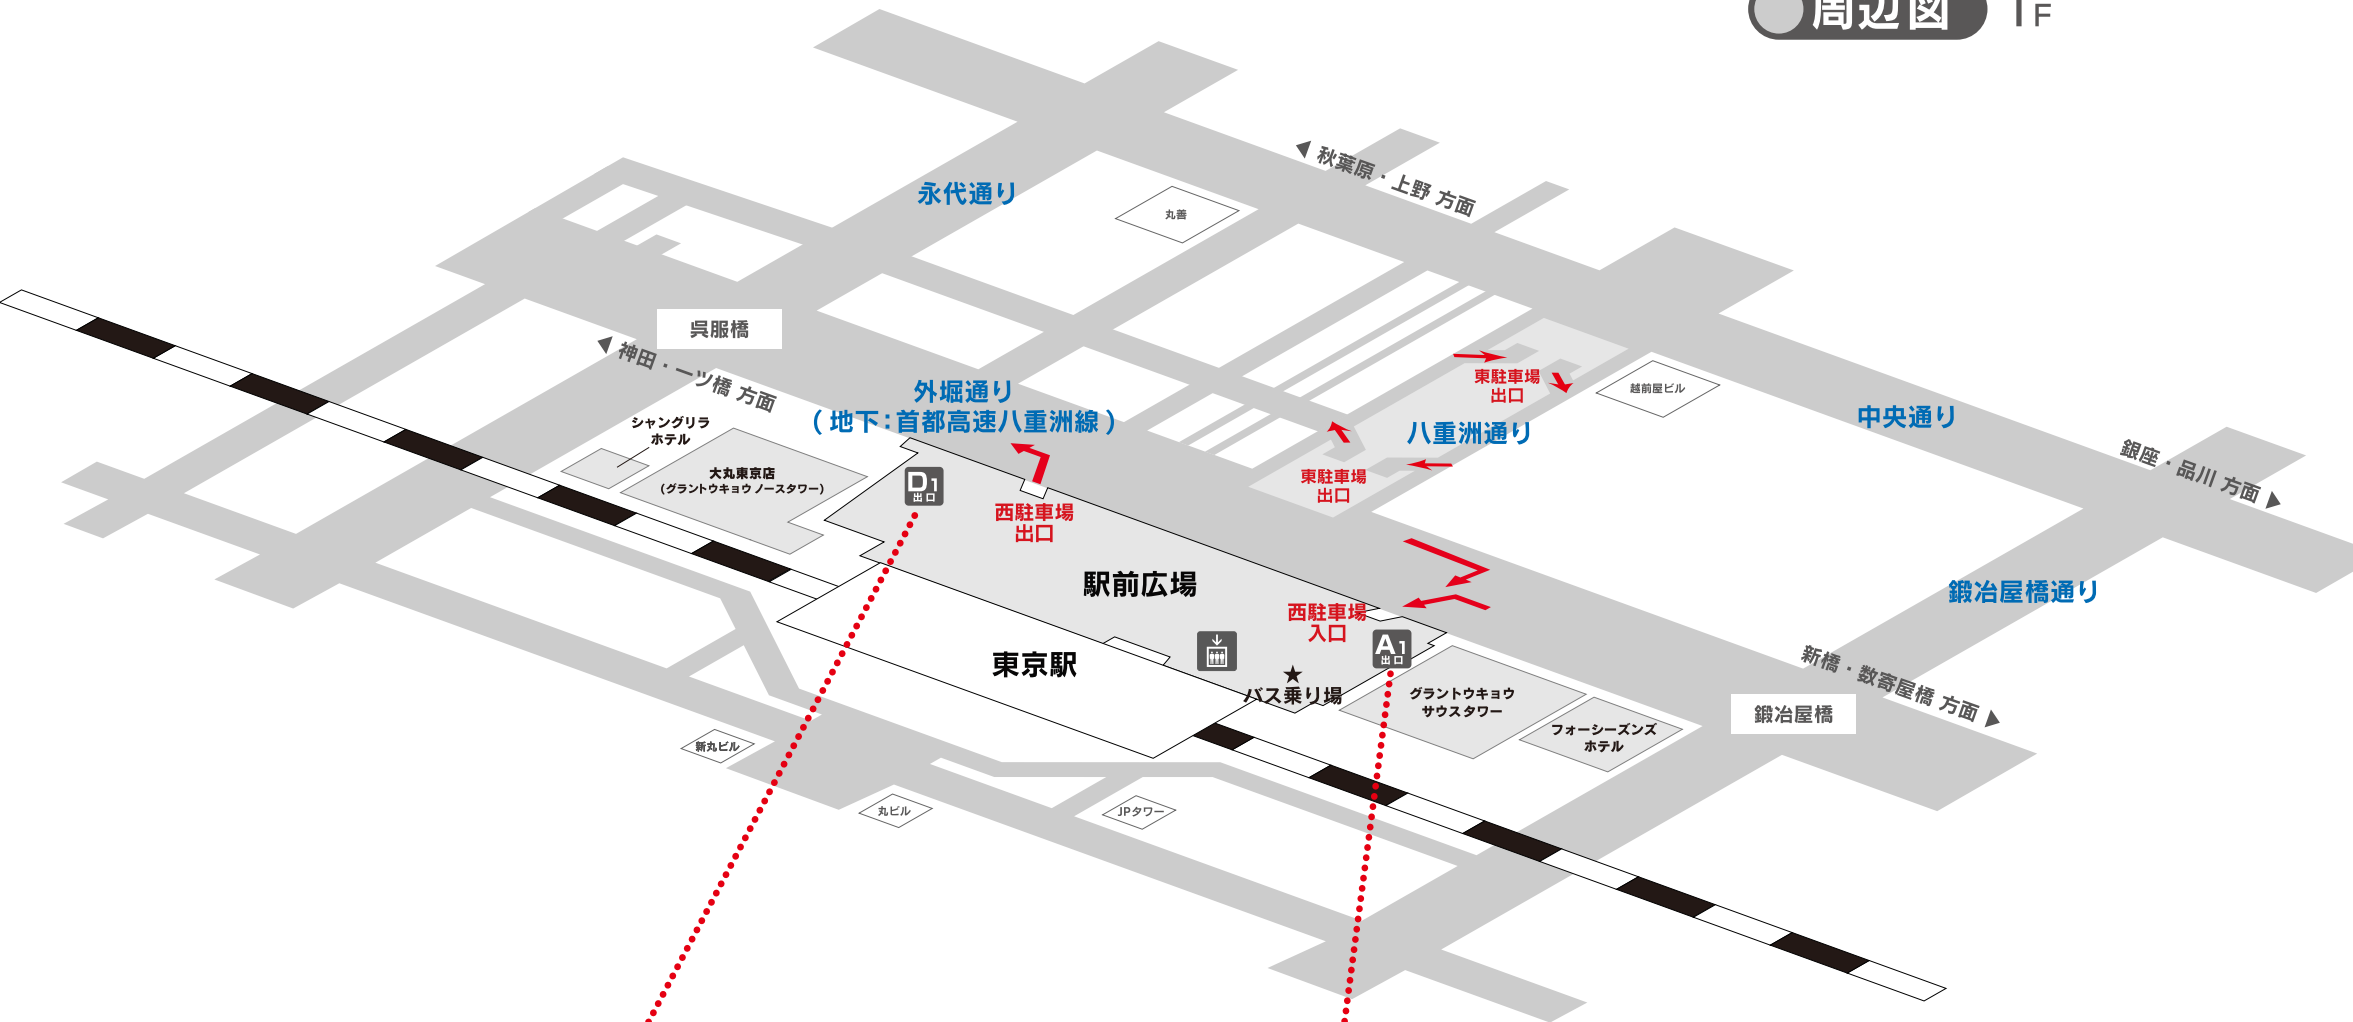 周辺図 1F
◀ 秋葉原・上野 方面
永代通り
丸善
呉服橋
◀ 神田・一ツ橋 方面
東駐車場
出口
越前屋ビル
外堀通り
（ 地下：首都高速八重洲線 ）
中央通り
シャングリラ
ホテル
八重洲通り
大丸東京店
（グラントウキョウ ノースタワー）
銀座・品川 方面 ▶
D1
出口
東駐車場
出口
西駐車場
出口
駅前広場
鍛冶屋橋通り
西駐車場
入口
A1
出口
東京駅
新橋・数寄屋橋 方面 ▶
★
バス乗り場
グラントウキョウ
サウスタワー
鍛冶屋橋
フォーシーズンズ
ホテル
新丸ビル
丸ビル
JPタワー